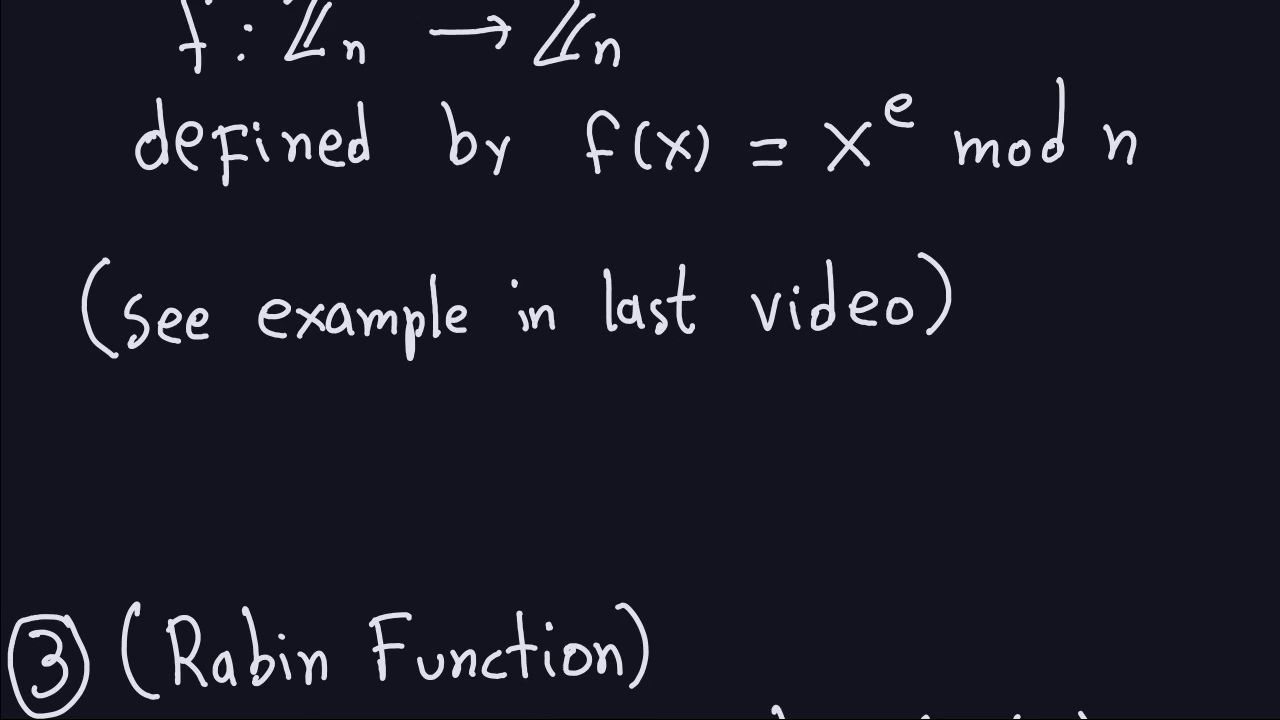 f : ℤn → ℤn
defined by f(x) = x^e mod n
(see example in last video)
③ (Rabin Function)